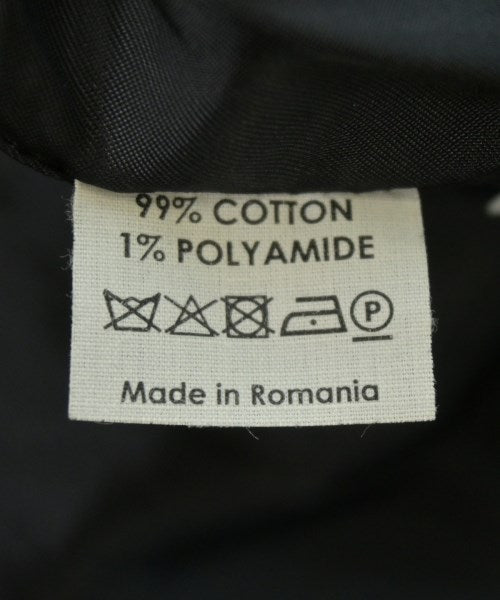 99% COTTON
1% POLYAMIDE
P
Made in Romania